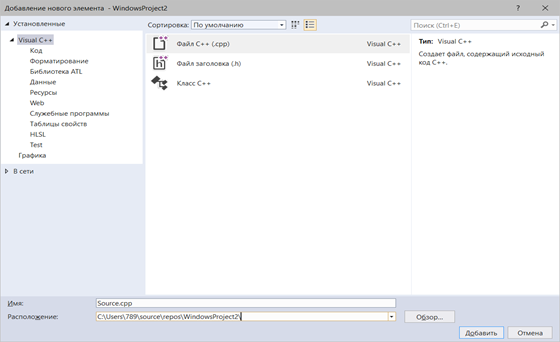 Добавление нового элемента - WindowsProject2
Установленные
Visual C++
Код
Форматирование
Библиотека ATL
Данные
Ресурсы
Web
Служебные программы
Таблицы свойств
HLSL
Test
Графика
В сети
Сортировка: По умолчанию
Файл C++ (.cpp) Visual C++
Файл заголовка (.h) Visual C++
Класс C++ Visual C++
Поиск (Ctrl+E)
Тип: Visual C++
Создает файл, содержащий исходный
код C++.
Имя: Source.cpp
Расположение: C:\Users\789\source\repos\WindowsProject2\
Обзор...
Добавить Отмена